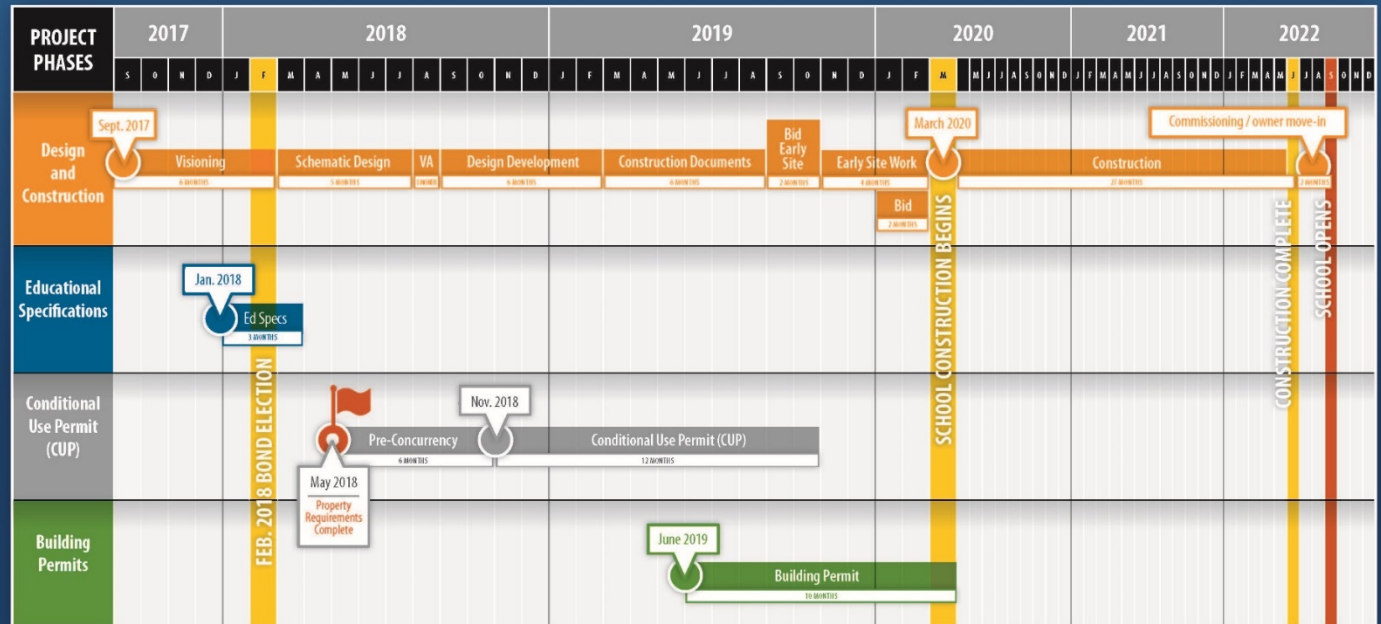 PROJECT
PHASES
2017 2018 2019 2020 2021 2022
S O N D J F M A M J J A S O N D J F M A M J J A S O N D J F M M J J A S O N D J F M A M J J A S O N D J F M A M J J A S O N D
Design
and
Construction
Sept. 2017
March 2020
Commissioning / owner move-in
Visioning
6 MONTHS
Schematic Design
5 MONTHS
VA
Design Development
6 MONTHS
Construction Documents
6 MONTHS
Bid
Early
Site
2 MONTHS
Early Site Work
4 MONTHS
Bid
2 MONTHS
Construction
27 MONTHS
2 MONTHS
Educational
Specifications
Jan. 2018
Ed Specs
3 MONTHS
FEB. 2018 BOND ELECTION
SCHOOL CONSTRUCTION BEGINS
CONSTRUCTION COMPLETE
SCHOOL OPENS
Conditional
Use Permit
(CUP)
Pre-Concurrency
6 MONTHS
May 2018
Property
Requirements
Complete
Nov. 2018
Conditional Use Permit (CUP)
12 MONTHS
Building
Permits
June 2019
Building Permit
10 MONTHS